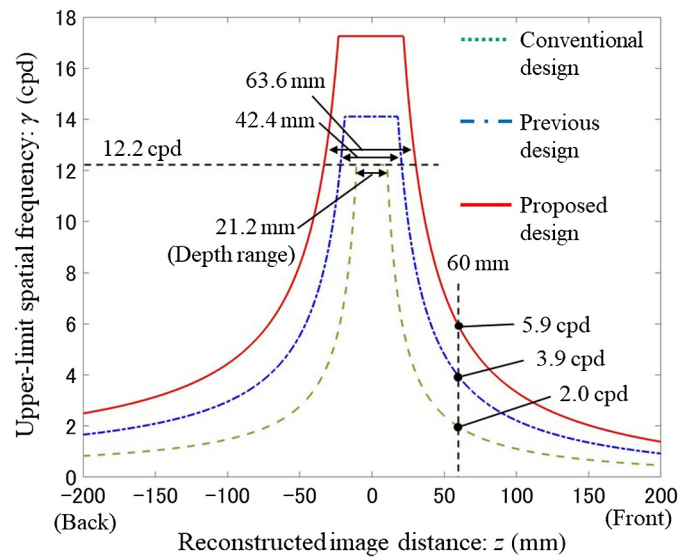 18
16
14
12
10
8
6
4
2
0
Upper-limit spatial frequency: γ (cpd)
63.6 mm
42.4 mm
12.2 cpd
21.2 mm
(Depth range)
Conventional
design
Previous
design
Proposed
design
60 mm
5.9 cpd
3.9 cpd
2.0 cpd
−200 −150 −100 −50 0 50 100 150 200
(Back) (Front)
Reconstructed image distance: z (mm)